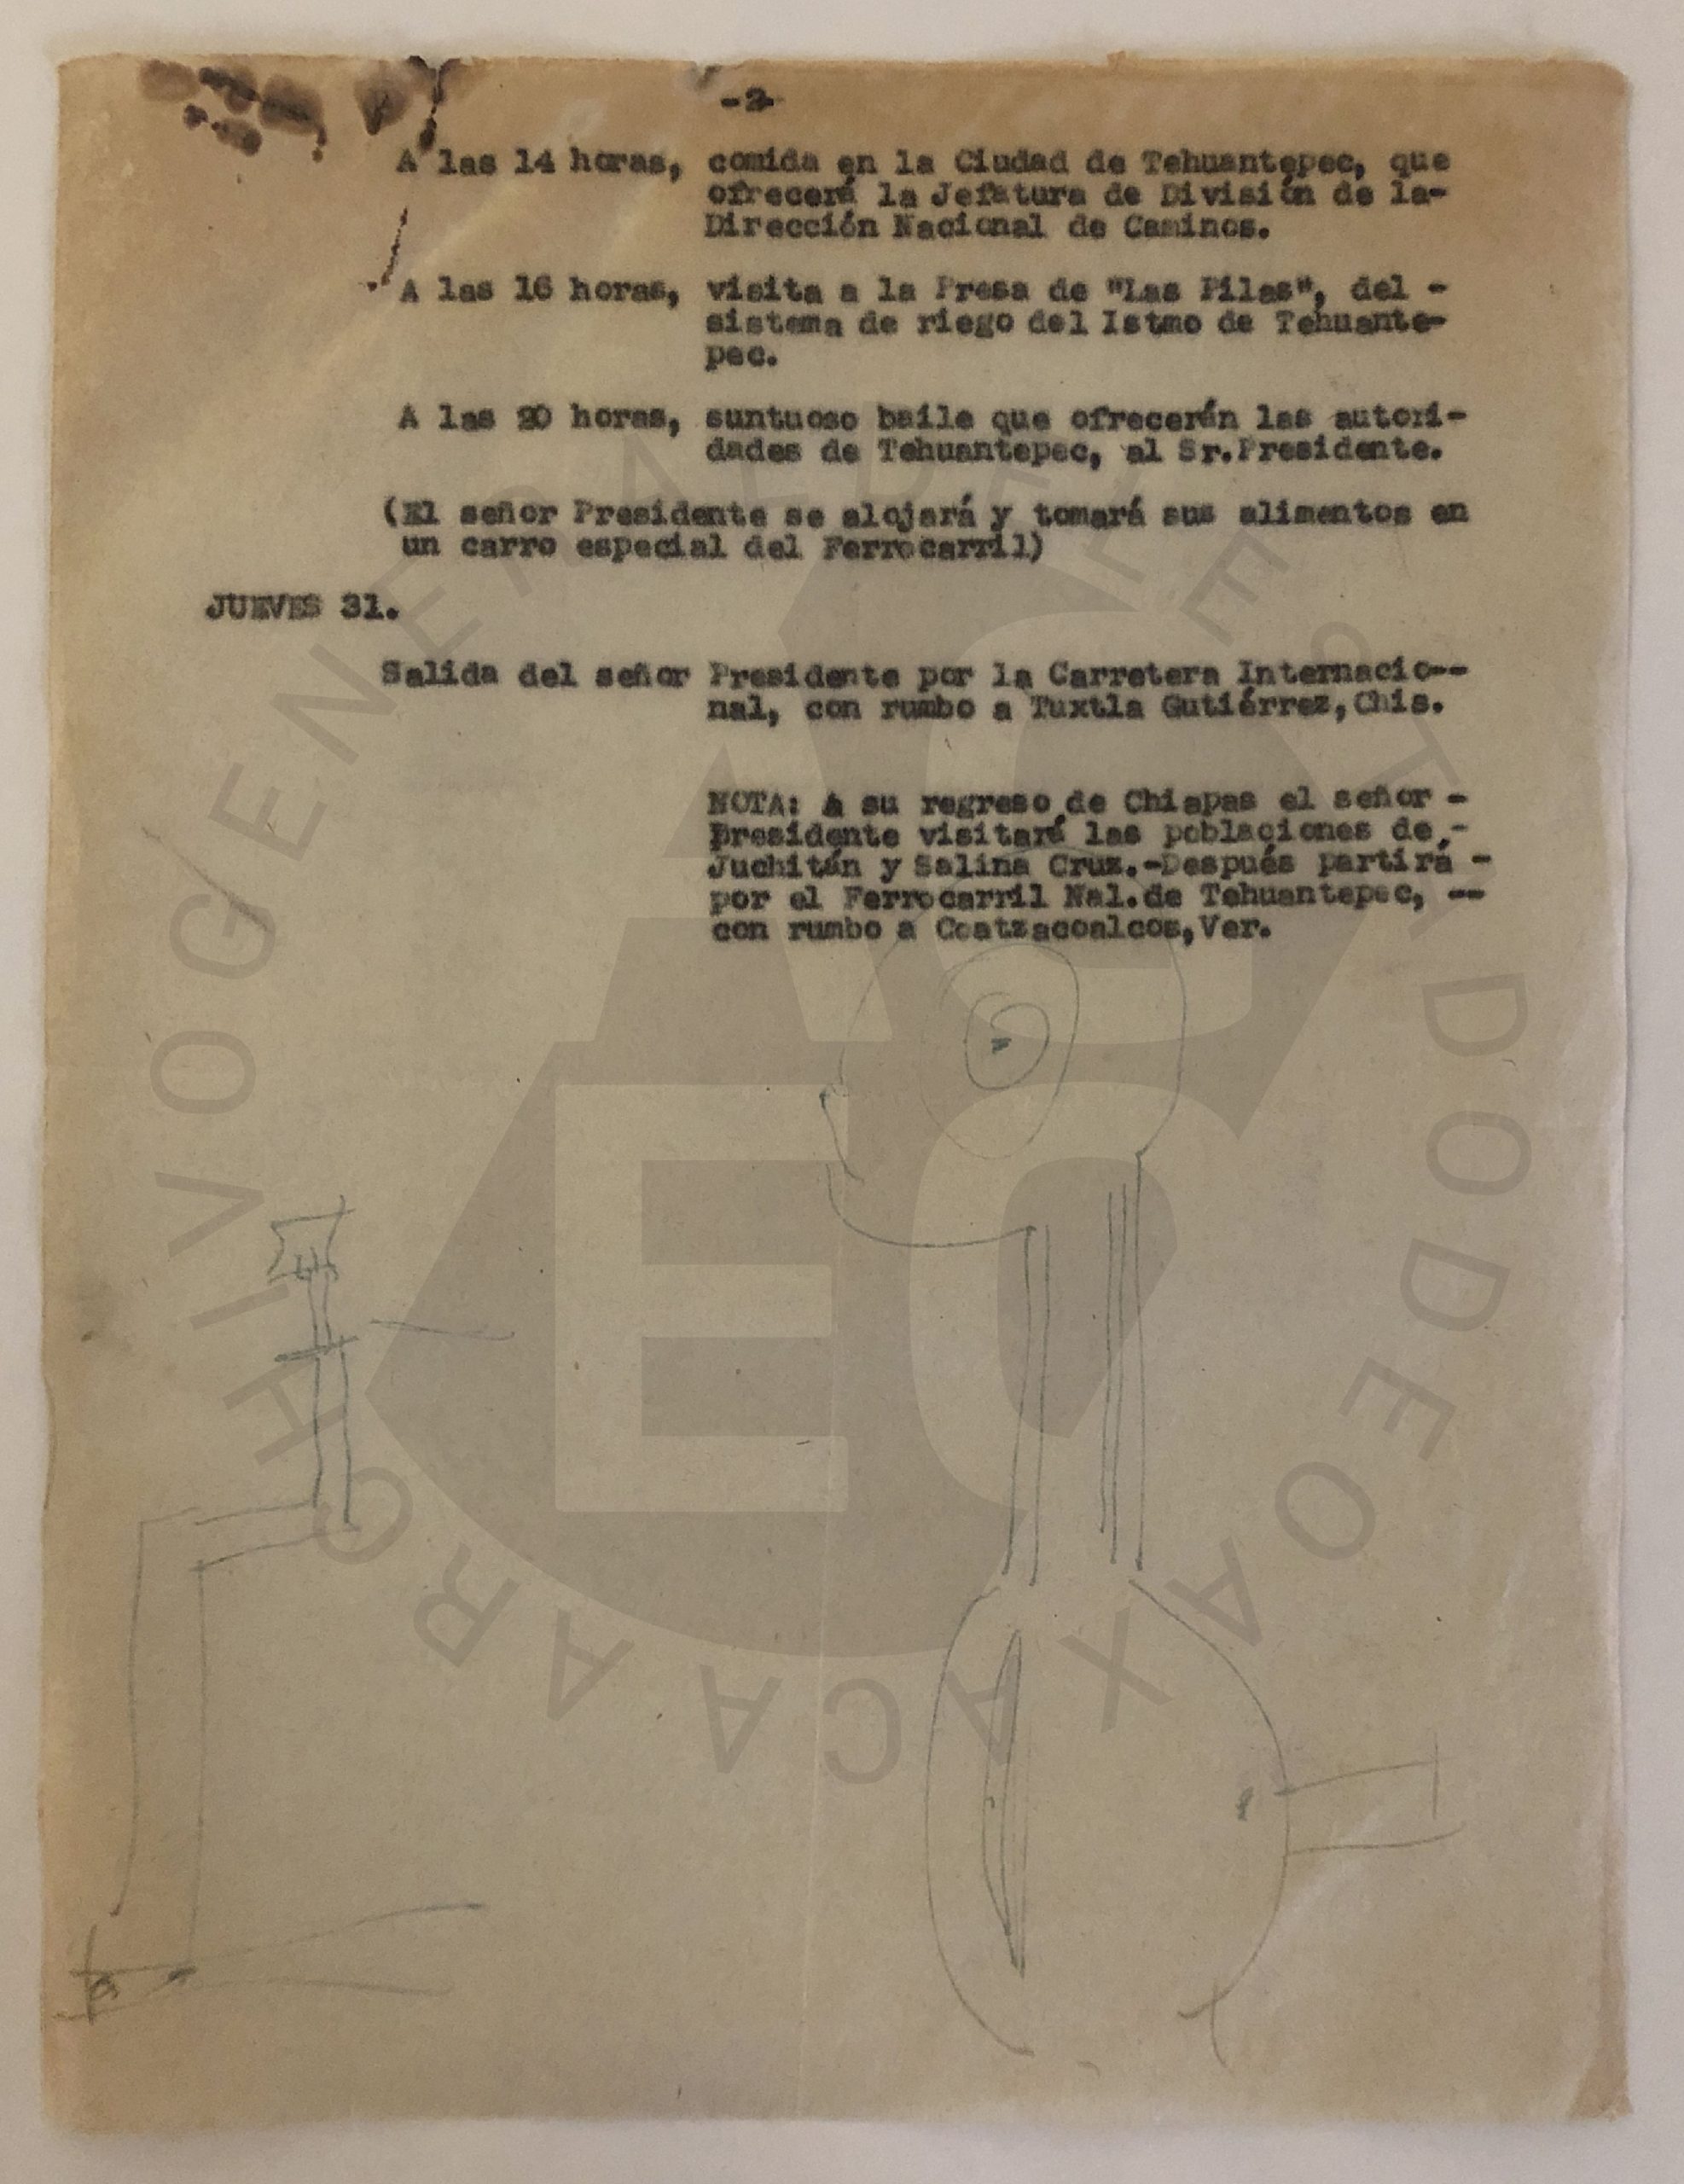 -2-
A las 14 horas, comida en la Ciudad de Tehuantepec, que
ofrecerá la Jefatura de División de la-
Dirección Nacional de Caminos.
A las 16 horas, visita a la Presa de "Las Pilas", del -
sistema de riego del Istmo de Tehuante-
pec.
A las 20 horas, suntuoso baile que ofrecerán las autori-
dades de Tehuantepec, al Sr.Presidente.
(El señor Presidente se alojará y tomará sus alimentos en
un carro especial del Ferrocarril)
JUEVES 31.
Salida del señor Presidente por la Carretera Internacio--
nal, con rumbo a Tuxtla Gutiérrez,Chis.
NOTA: A su regreso de Chiapas el señor -
Presidente visitará las poblaciones de -
Juchitán y Salina Cruz.-Después partirá -
por el Ferrocarril Nal.de Tehuantepec, --
con rumbo a Coatzacoalcos,Ver.
ARCHIVO GENERAL DEL ESTADO DE OAXACA
AG
EO